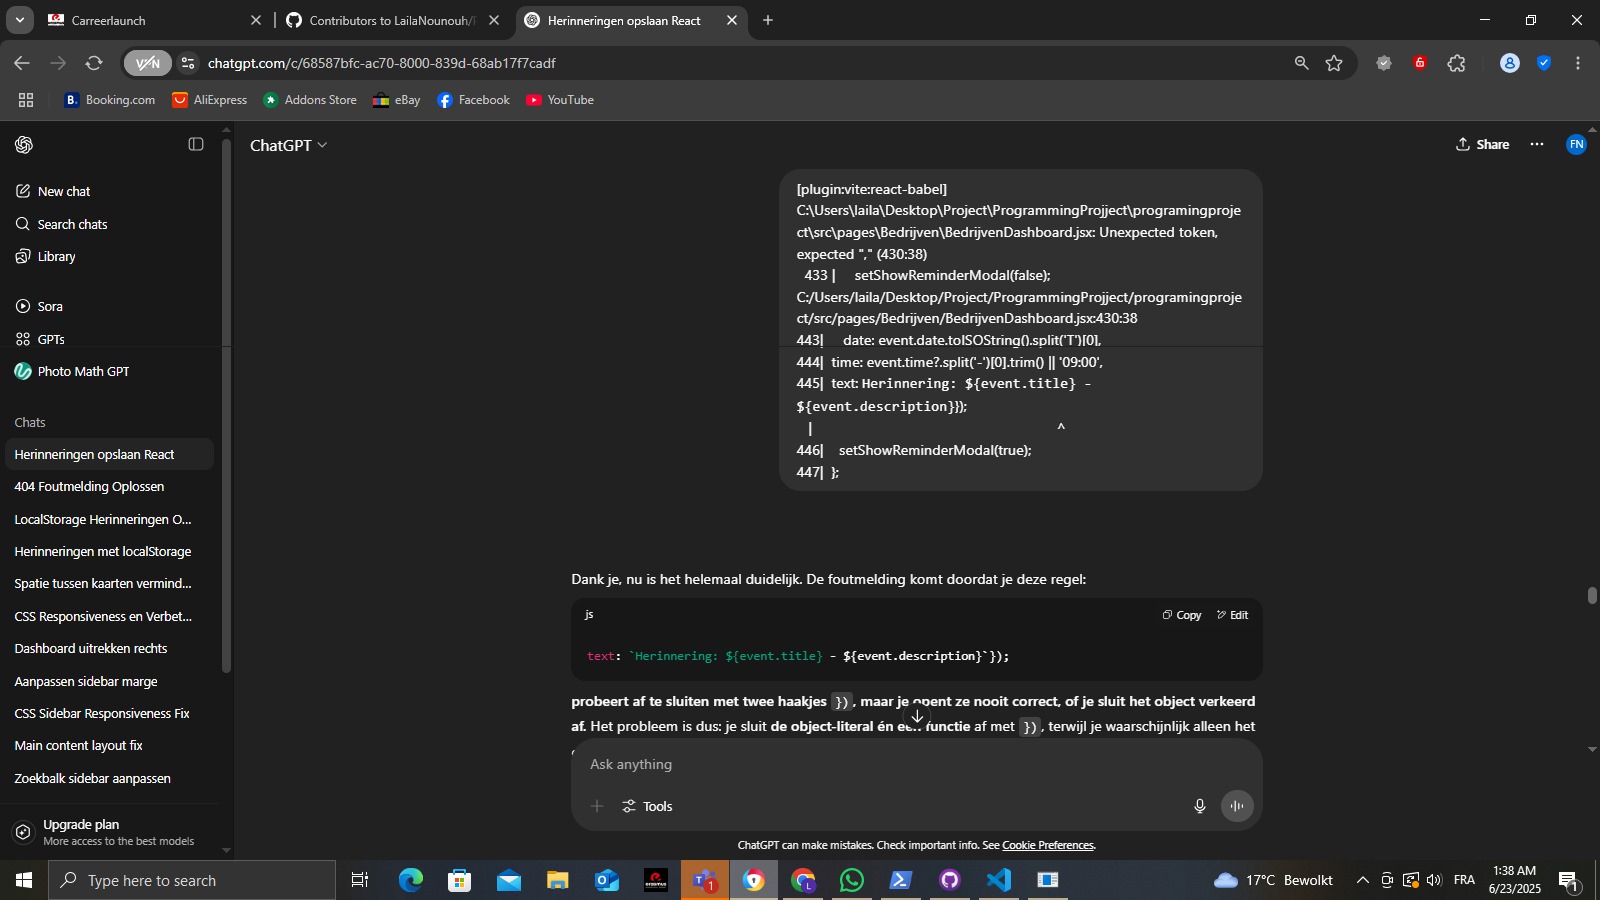 Carreerlaunch
Contributors to LailaNounouh/
Herinneringen opslaan React
VPN
chatgpt.com/c/68587bfc-ac70-8000-839d-68ab17f7cadf
Booking.com
AliExpress
Addons Store
eBay
Facebook
YouTube
ChatGPT
Share
FN
New chat
Search chats
Library
Sora
GPTs
Photo Math GPT
Chats
Herinneringen opslaan React
404 Foutmelding Oplossen
LocalStorage Herinneringen O...
Herinneringen met localStorage
Spatie tussen kaarten vermind...
CSS Responsiveness en Verbet...
Dashboard uitrekken rechts
Aanpassen sidebar marge
CSS Sidebar Responsiveness Fix
Main content layout fix
Zoekbalk sidebar aanpassen
Upgrade plan
More access to the best models
[plugin:vite:react-babel]
C:\Users\laila\Desktop\Project\ProgrammingProjject\programingproje
ct\src\pages\Bedrijven\BedrijvenDashboard.jsx: Unexpected token,
expected "," (430:38)
433 | setShowReminderModal(false);
C:/Users/laila/Desktop/Project/ProgrammingProjject/programingproje
ct/src/pages/Bedrijven/BedrijvenDashboard.jsx:430:38
443| date: event.date.toISOString().split('T')[0],
444| time: event.time?.split('-')[0].trim() || '09:00',
445| text: Herinnering: ${event.title} -
${event.description}});
| ^
446| setShowReminderModal(true);
447| };
Dank je, nu is het helemaal duidelijk. De foutmelding komt doordat je deze regel:
js
Copy
Edit
text: `Herinnering: ${event.title} - ${event.description}`});
probeert af te sluiten met twee haakjes }), maar je opent ze nooit correct, of je sluit het object verkeerd
af. Het probleem is dus: je sluit de object-literal én een functie af met }), terwijl je waarschijnlijk alleen het
Ask anything
Tools
ChatGPT can make mistakes. Check important info. See Cookie Preferences.
Type here to search
1
L
17°C Bewolkt
FRA
1:38 AM
6/23/2025
1